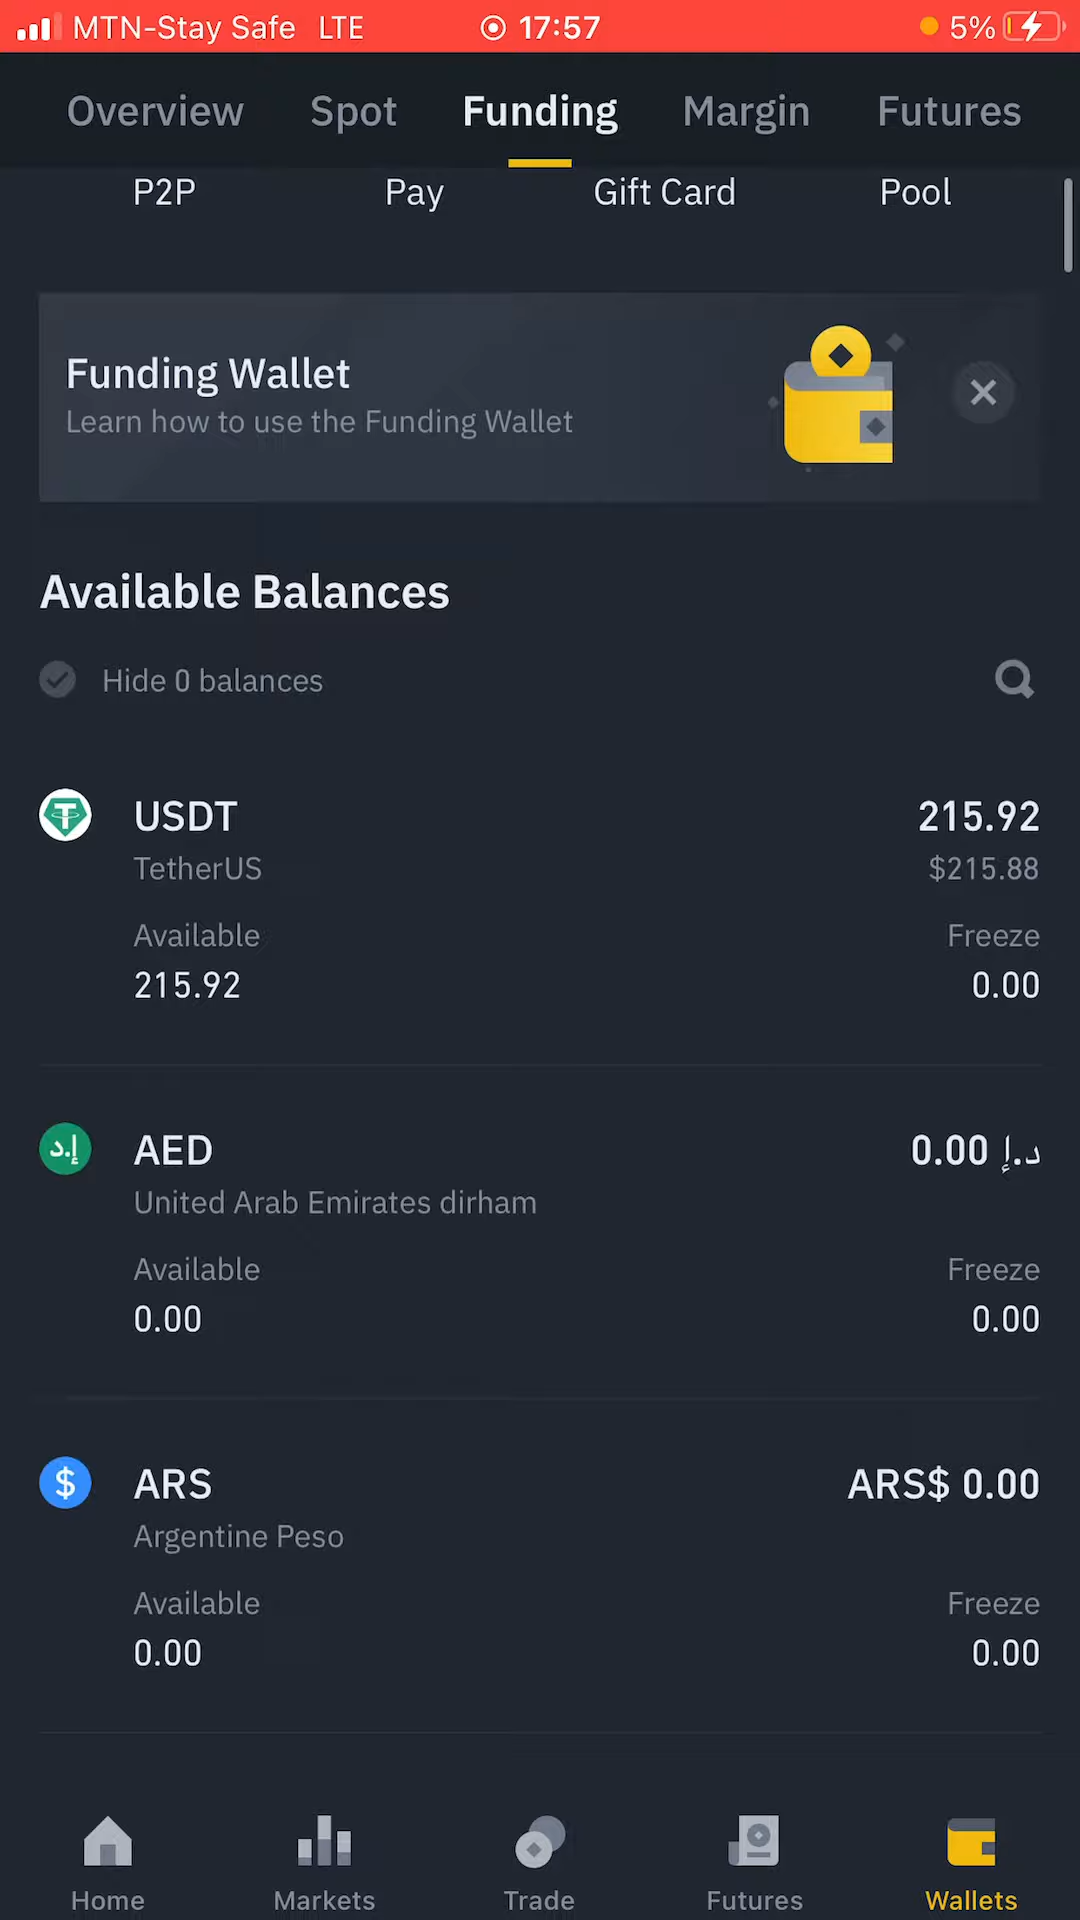 MTN-Stay Safe LTE 17:57 5%
Overview Spot Funding Margin Futures
P2P Pay Gift Card Pool
Funding Wallet
Learn how to use the Funding Wallet
Available Balances
Hide 0 balances
USDT 215.92
TetherUS $215.88
Available Freeze
215.92 0.00
د.إ AED 0.00 د.إ
United Arab Emirates dirham
Available Freeze
0.00 0.00
$ ARS ARS$ 0.00
Argentine Peso
Available Freeze
0.00 0.00
Home Markets Trade Futures Wallets